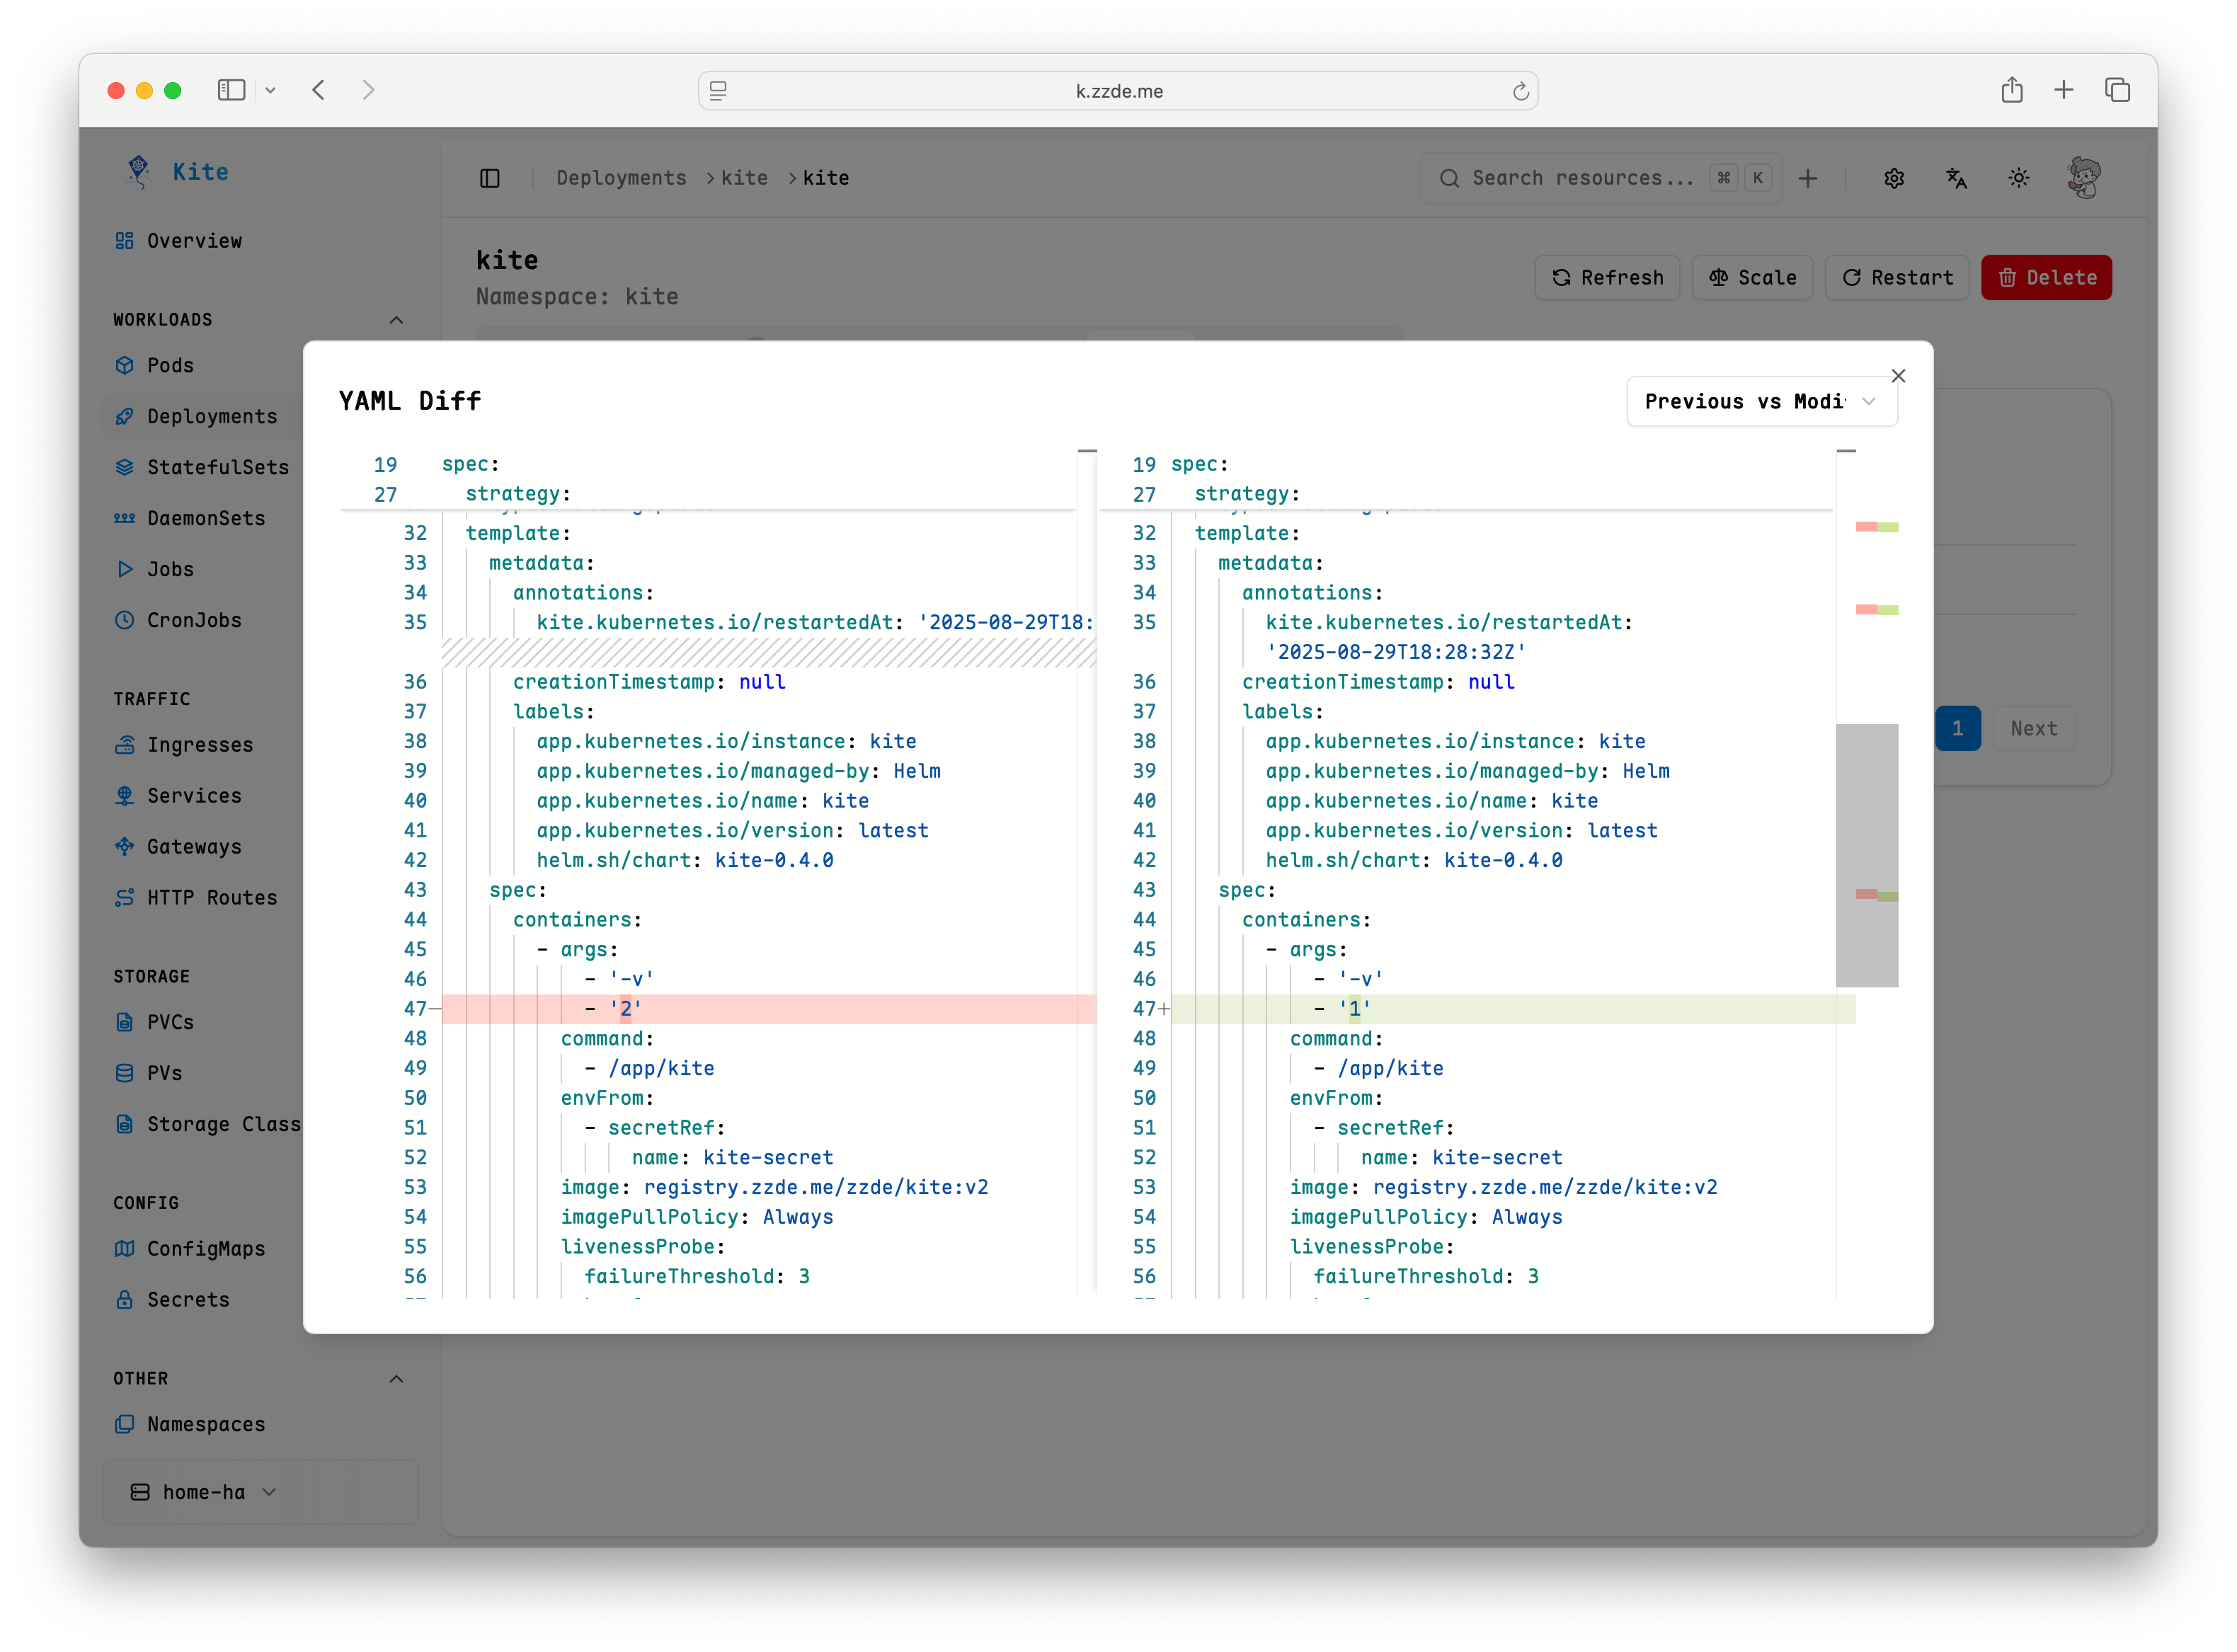 k.zzde.me
Kite
Deployments > kite > kite
Search resources... ⌘ K
Overview
kite
Namespace: kite
Refresh
Scale
Restart
Delete
WORKLOADS
Pods
Deployments
StatefulSets
DaemonSets
Jobs
CronJobs
TRAFFIC
Ingresses
Services
Gateways
HTTP Routes
STORAGE
PVCs
PVs
Storage Class
CONFIG
ConfigMaps
Secrets
OTHER
Namespaces
home-ha
1
Next
YAML Diff
Previous vs Modi
19 spec:
27 strategy:
32 template:
33 metadata:
34 annotations:
35 kite.kubernetes.io/restartedAt: '2025-08-29T18:
36 creationTimestamp: null
37 labels:
38 app.kubernetes.io/instance: kite
39 app.kubernetes.io/managed-by: Helm
40 app.kubernetes.io/name: kite
41 app.kubernetes.io/version: latest
42 helm.sh/chart: kite-0.4.0
43 spec:
44 containers:
45 - args:
46 - '-v'
47— - '2'
48 command:
49 - /app/kite
50 envFrom:
51 - secretRef:
52 name: kite-secret
53 image: registry.zzde.me/zzde/kite:v2
54 imagePullPolicy: Always
55 livenessProbe:
56 failureThreshold: 3
19 spec:
27 strategy:
32 template:
33 metadata:
34 annotations:
35 kite.kubernetes.io/restartedAt:
'2025-08-29T18:28:32Z'
36 creationTimestamp: null
37 labels:
38 app.kubernetes.io/instance: kite
39 app.kubernetes.io/managed-by: Helm
40 app.kubernetes.io/name: kite
41 app.kubernetes.io/version: latest
42 helm.sh/chart: kite-0.4.0
43 spec:
44 containers:
45 - args:
46 - '-v'
47+ - '1'
48 command:
49 - /app/kite
50 envFrom:
51 - secretRef:
52 name: kite-secret
53 image: registry.zzde.me/zzde/kite:v2
54 imagePullPolicy: Always
55 livenessProbe:
56 failureThreshold: 3